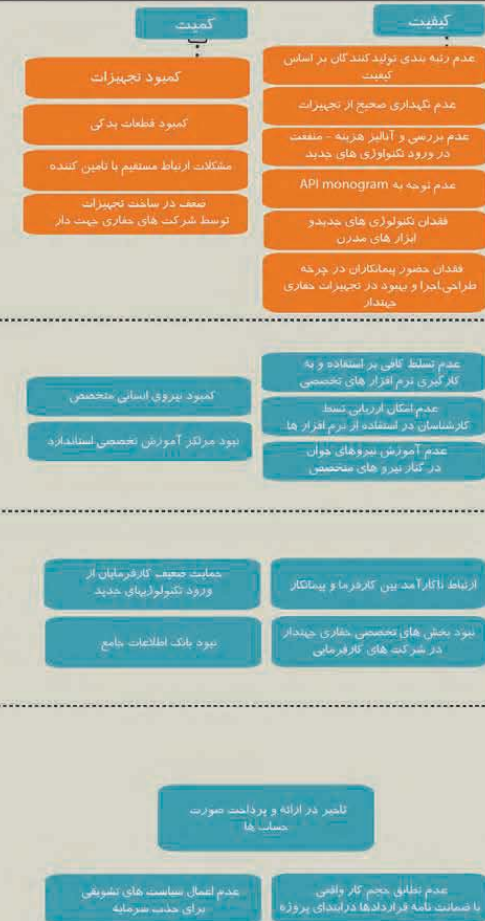 کیفیت
کمیت
عدم رتبه بندی تولیدکنندگان بر اساس
کیفیت
عدم نگهداری صحیح از تجهیزات
عدم بررسی و آنالیز هزینه - منفعت
در ورود تکنولوژی های جدید
عدم توجه به API monogram
فقدان تکنولوژی های جدیدو
ابزار های مدرن
فقدان حضور پیمانکاران در چرخه
طراحی،اجرا و بهبود در تجهیزات حفاری
جهتدار
کمبود تجهیزات
کمبود قطعات یدکی
مشکلات ارتباط مستقیم با تامین کننده
ضعف در ساخت تجهیزات
توسط شرکت های حفاری جهت دار
عدم تسلط کافی بر استفاده و به
کارگیری نرم افزار های تخصصی
عدم امکان ارزیابی تسط
کارشناسان در استفاده از نرم افزار ها
عدم آموزش نیروهای جوان
در کنار نیرو های متخصص
کمبود نیروی انسانی متخصص
نبود مراکز آموزش تخصصی استاندارد
ارتباط ناکارآمد بین کارفرما و پیمانکار
نبود بخش های تخصصی حفاری جهتدار
در شرکت های کارفرمایی
حمایت ضعیف کارفرمایان از
ورود تکنولوژیهای جدید
نبود بانک اطلاعات جامع
تاخیر در ارائه و پرداخت صورت
حساب ها
عدم تطابق حجم کار واقعی
با ضمانت نامه قراردادها درابتدای پروژه
عدم اعمال سیاست های تشویقی
برای جذب سرمایه